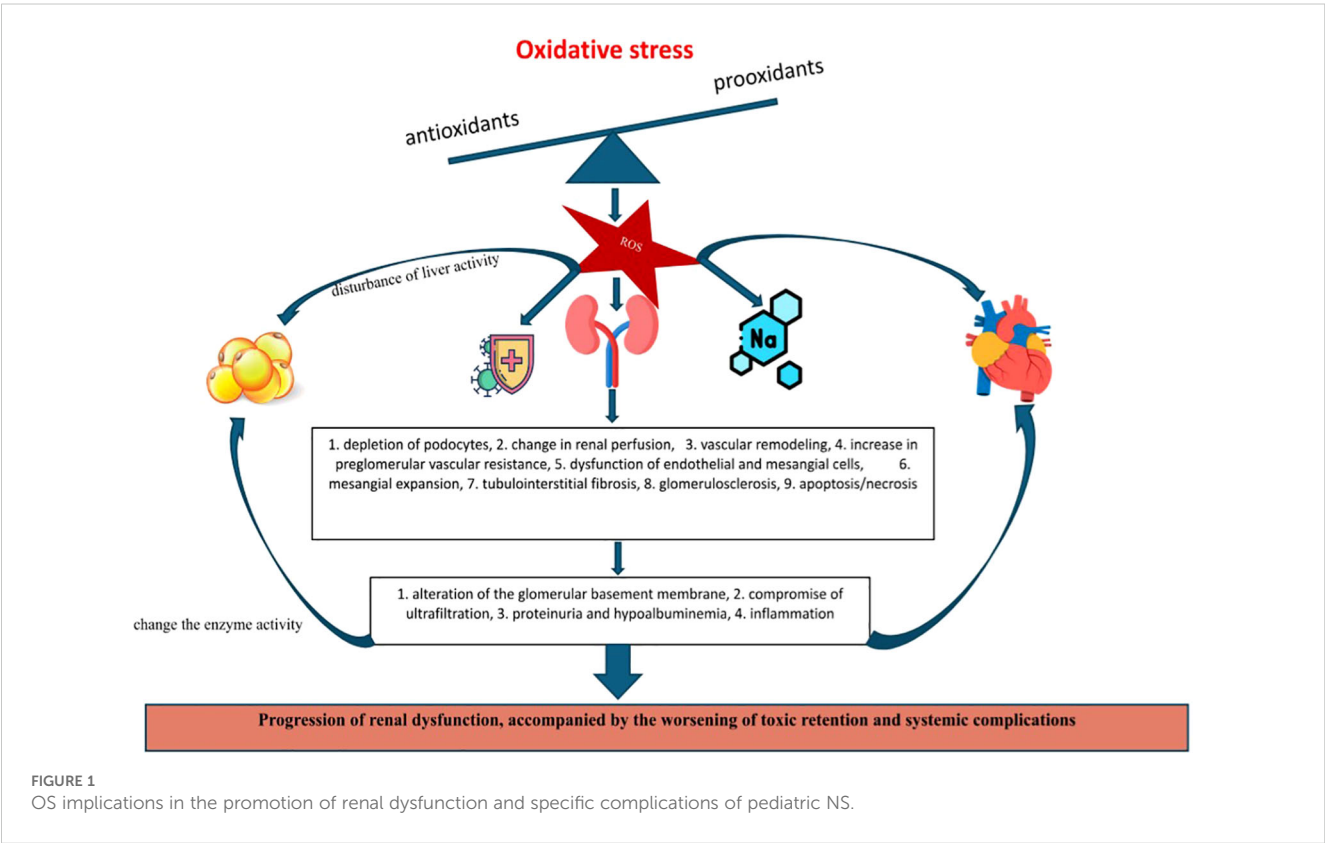 Oxidative stress
prooxidants
antioxidants
ROS
disturbance of liver activity
Na
1. depletion of podocytes, 2. change in renal perfusion, 3. vascular remodeling, 4. increase in
preglomerular vascular resistance, 5. dysfunction of endothelial and mesangial cells, 6.
mesangial expansion, 7. tubulointerstitial fibrosis, 8. glomerulosclerosis, 9. apoptosis/necrosis
1. alteration of the glomerular basement membrane, 2. compromise of
ultrafiltration, 3. proteinuria and hypoalbuminemia, 4. inflammation
change the enzyme activity
Progression of renal dysfunction, accompanied by the worsening of toxic retention and systemic complications
FIGURE 1
OS implications in the promotion of renal dysfunction and specific complications of pediatric NS.